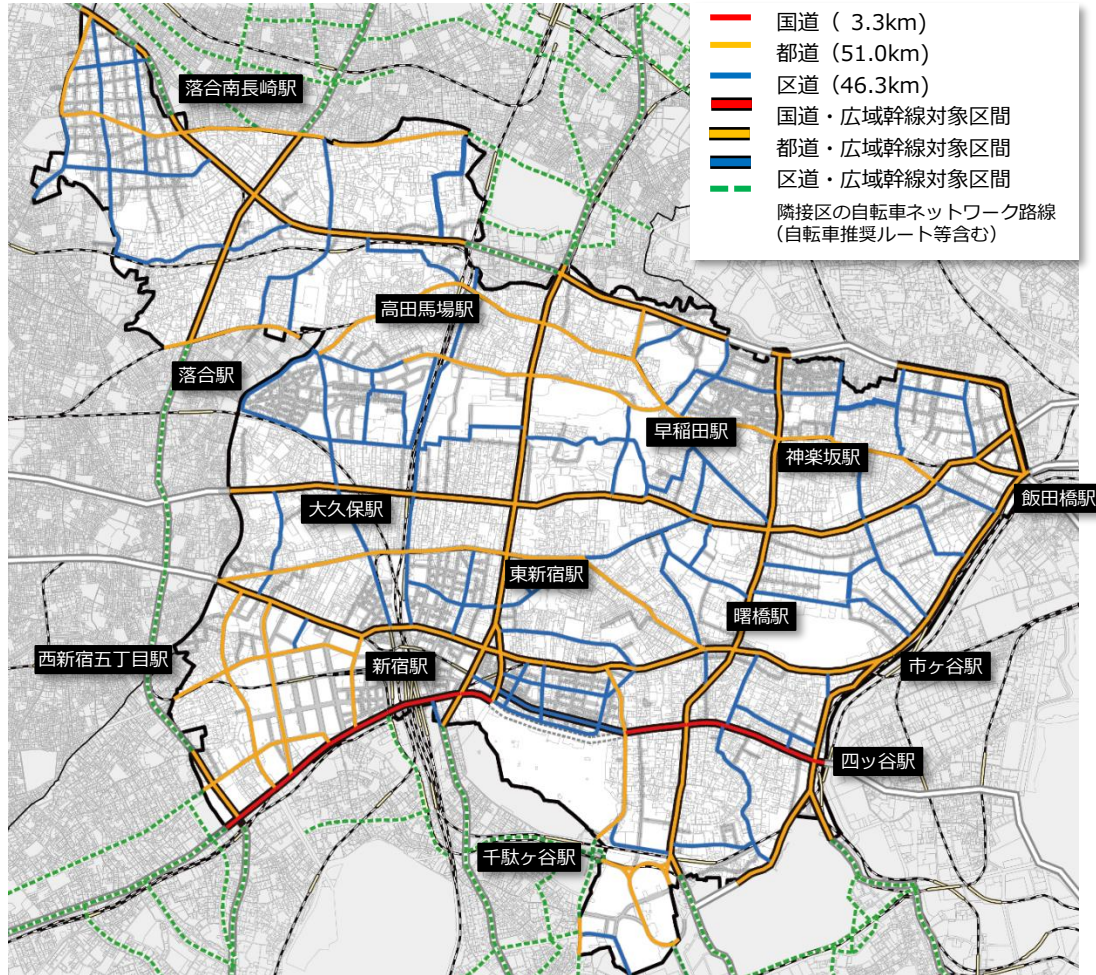 国道（ 3.3km)
都道（51.0km)
区道（46.3km)
国道・広域幹線対象区間
都道・広域幹線対象区間
区道・広域幹線対象区間
隣接区の自転車ネットワーク路線
（自転車推奨ルート等含む）
落合南長崎駅
高田馬場駅
落合駅
早稲田駅
神楽坂駅
飯田橋駅
大久保駅
東新宿駅
曙橋駅
西新宿五丁目駅
新宿駅
市ヶ谷駅
四ッ谷駅
千駄ヶ谷駅